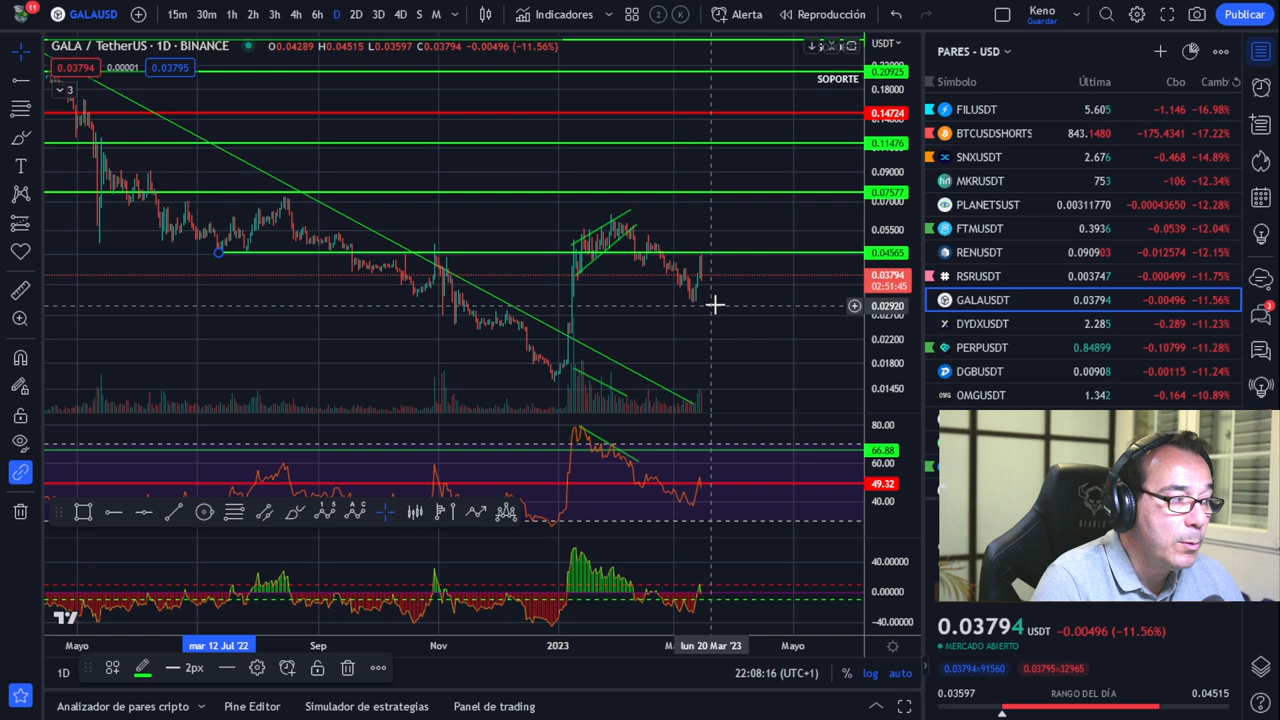 11
GALAUSD
15m 30m 1h 2h 3h 4h 6h D 2D 3D 4D S M
Indicadores
2 K
Alerta
Reproducción
Keno
Guardar
Publicar
GALA / TetherUS · 1D · BINANCE
O0.04289 H0.04515 L0.03597 C0.03794 -0.00496 (-11.56%)
0.03794 0.00001 0.03795
3
SOPORTE
USDT
0.20925
0.18000
0.14724
0.11476
0.09000
0.07577
0.07000
0.05500
0.04565
0.03794
02:51:45
0.02920
0.02200
0.01800
0.01450
80.00
66.88
60.00
49.32
40.00
40.00000
0.00000
-40.00000
Mayo mar 12 Jul '22 Sep Nov 2023 lun 20 Mar '23 Mayo
1D
2px
22:08:16 (UTC+1)
% log auto
Analizador de pares cripto Pine Editor Simulador de estrategias Panel de trading
PARES - USD
Símbolo Última Cbo Camb
FILUSDT 5.605 -1.146 -16.98%
BTCUSDSHORTS 843.1480 -175.4341 -17.22%
SNXUSDT 2.676 -0.468 -14.89%
MKRUSDT 753 -106 -12.34%
PLANETSUST 0.00311770 -0.00043650 -12.28%
FTMUSDT 0.396 -0.0539 -12.04%
RENUSDT 0.090903 -0.012574 -12.15%
RSRUSDT 0.003747 -0.000499 -11.75%
GALAUSDT 0.03794 -0.00496 -11.56%
DYDXUSDT 2.285 -0.289 -11.23%
PERPUSDT 0.84899 -0.10799 -11.28%
DGBUSDT 0.00908 -0.00115 -11.24%
OMGUSDT 1.342 -0.164 -10.89%
3
DIABLO
0.03794 USDT -0.00496 (-11.56%)
MERCADO ABIERTO
0.03794×91560 0.03795×32965
0.03597 RANGO DEL DÍA 0.04515